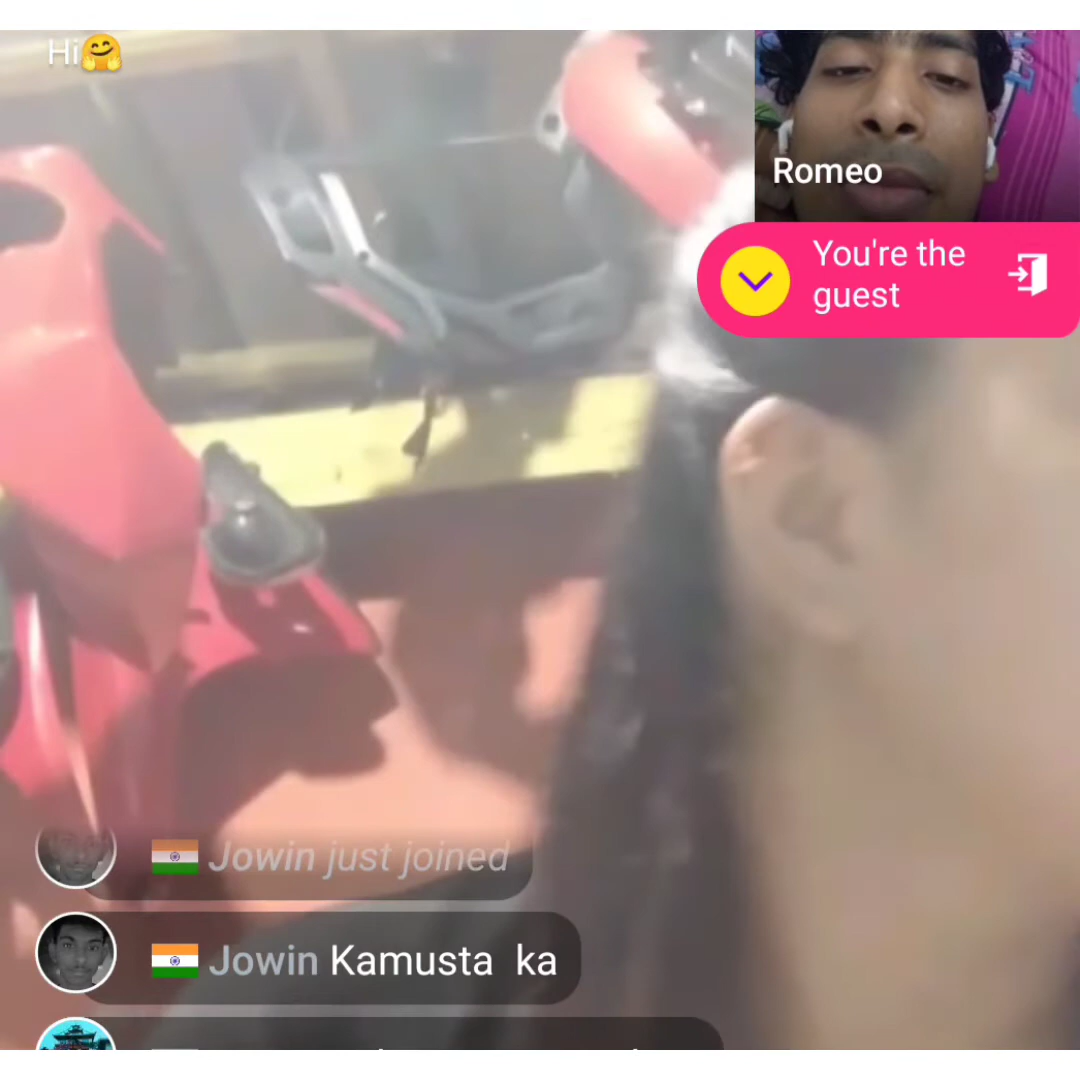 Hi🤗
Romeo
You're the
guest
Jowin just joined
Jowin Kamusta ka